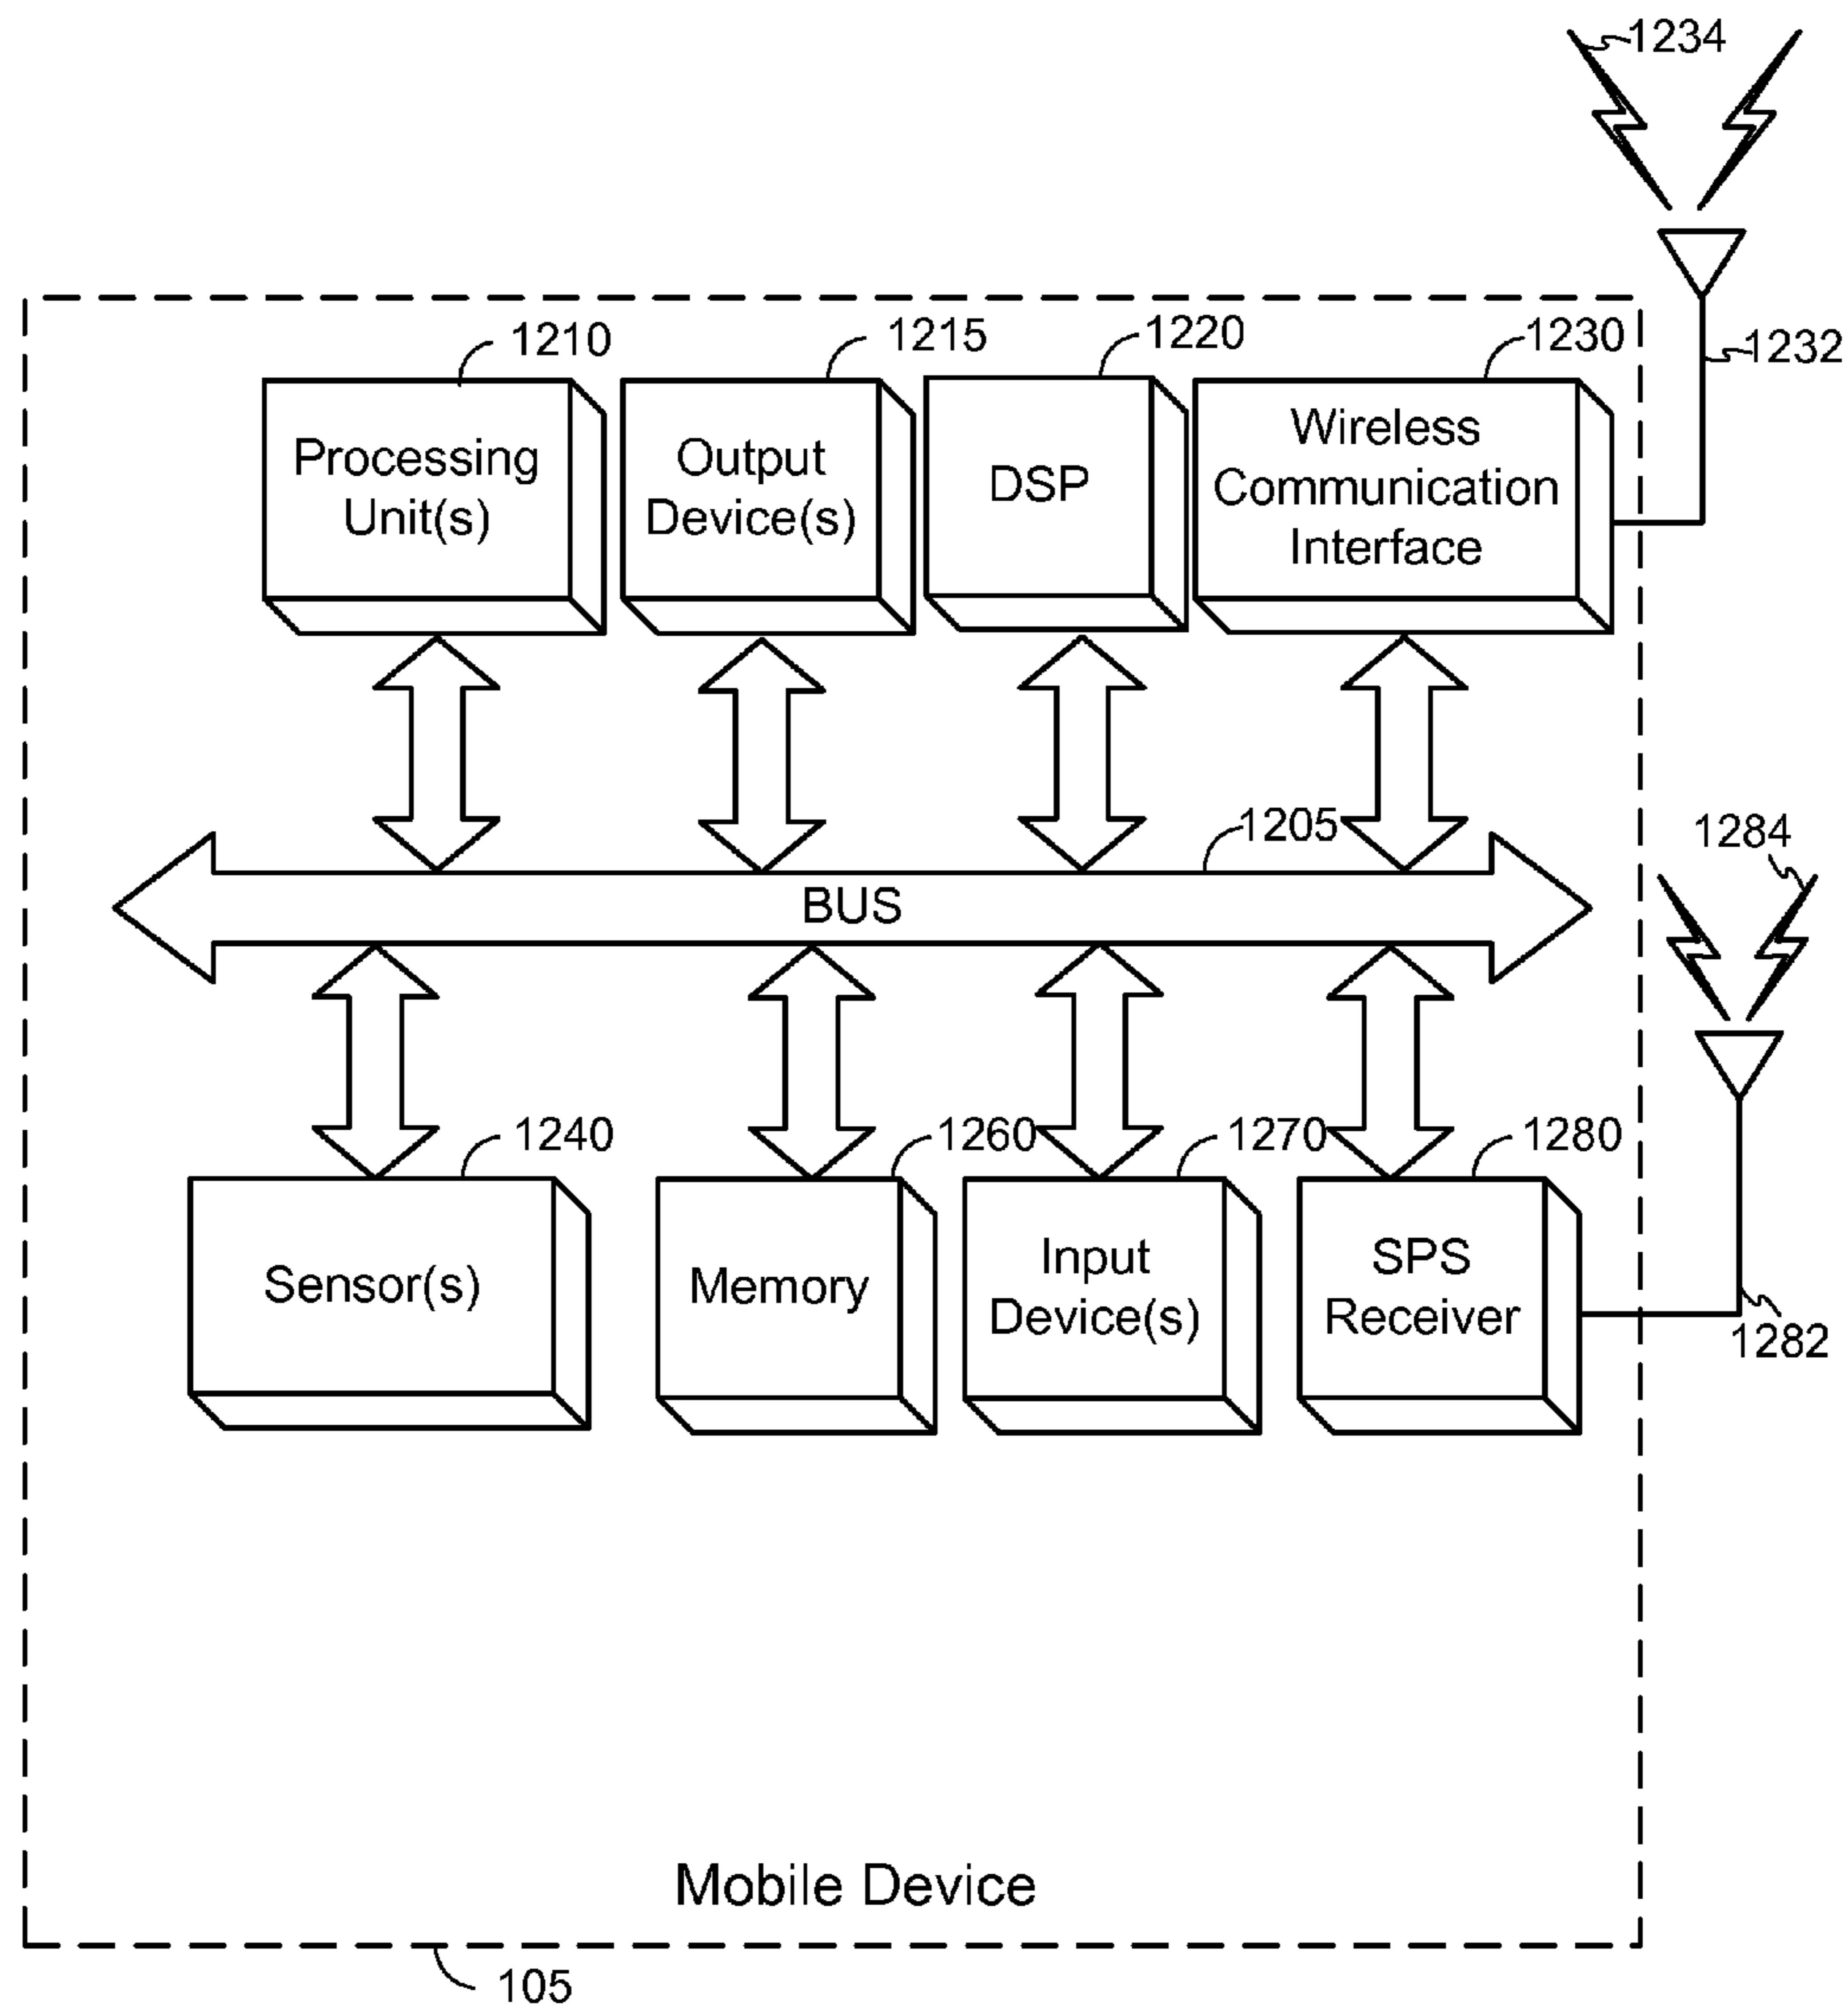 1234
1232
1210
1215
1220
1230
Processing
Unit(s)
Output
Device(s)
DSP
Wireless
Communication
Interface
1205
BUS
1284
1240
1260
1270
1280
Sensor(s)
Memory
Input
Device(s)
SPS
Receiver
1282
Mobile Device
105